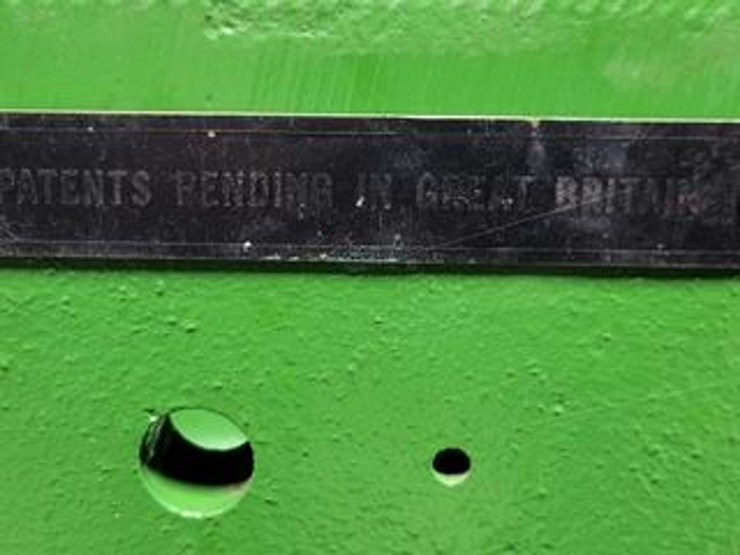 PATENTS PENDING IN GREAT BRITAIN